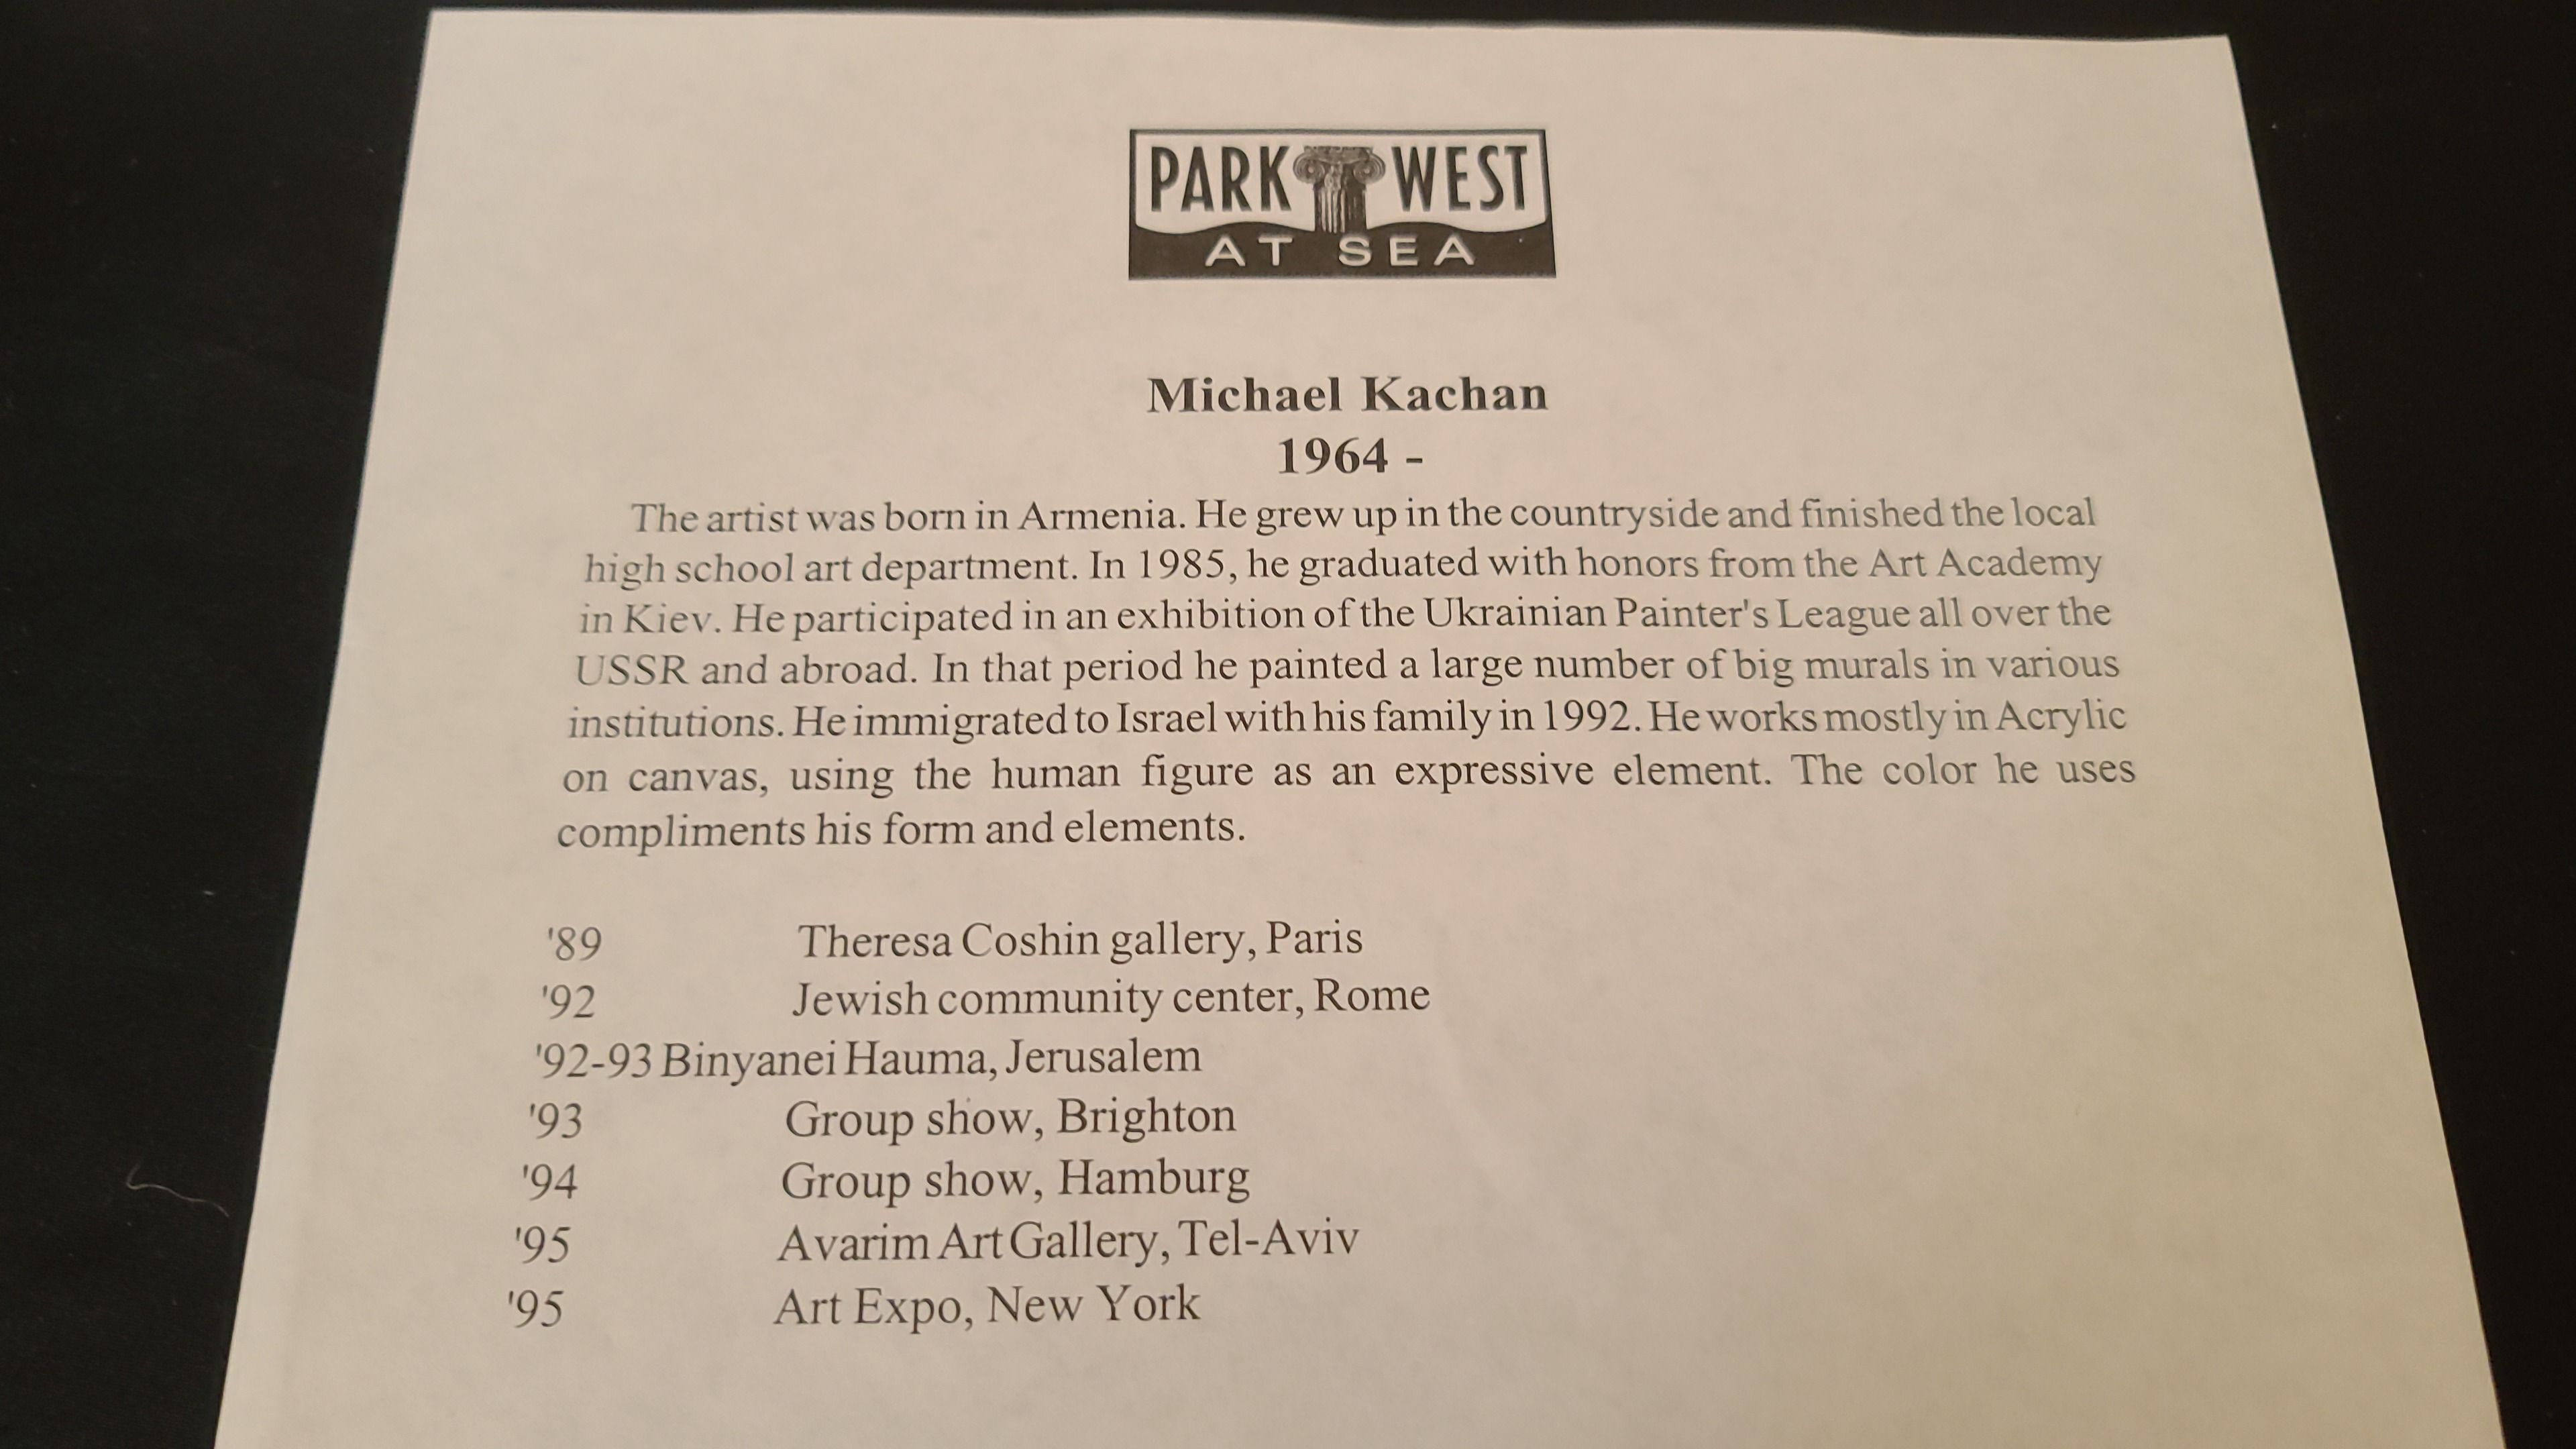 PARK WEST
AT SEA
Michael Kachan
1964 -
The artist was born in Armenia. He grew up in the countryside and finished the local
high school art department. In 1985, he graduated with honors from the Art Academy
in Kiev. He participated in an exhibition of the Ukrainian Painter's League all over the
USSR and abroad. In that period he painted a large number of big murals in various
institutions. He immigrated to Israel with his family in 1992. He works mostly in Acrylic
on canvas, using the human figure as an expressive element. The color he uses
compliments his form and elements.
'89 Theresa Coshin gallery, Paris
'92 Jewish community center, Rome
'92-93 Binyanei Hauma, Jerusalem
'93 Group show, Brighton
'94 Group show, Hamburg
'95 Avarim Art Gallery, Tel-Aviv
'95 Art Expo, New York